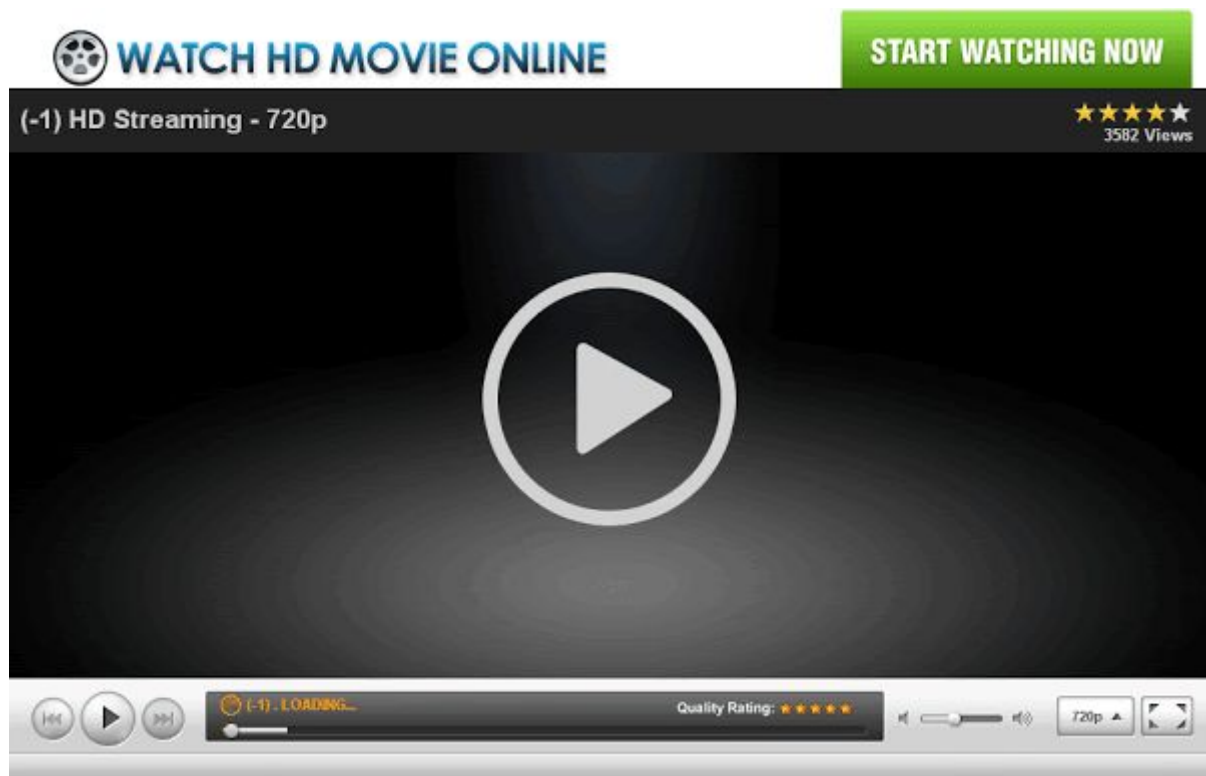 WATCH HD MOVIE ONLINE
START WATCHING NOW
(-1) HD Streaming - 720p
3582 Views
(-1) . LOADING...
Quality Rating:
720p